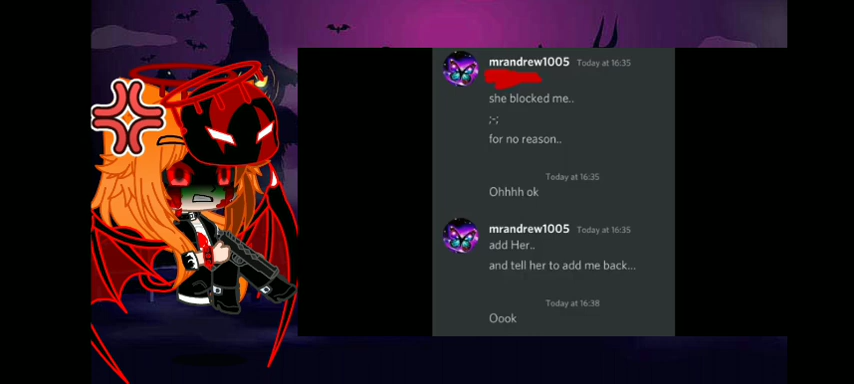 mrandrew1005 Today at 16:35
she blocked me..
;-;
for no reason..
Today at 16:35
Ohhhh ok
mrandrew1005 Today at 16:35
add Her..
and tell her to add me back...
Today at 16:38
Oook